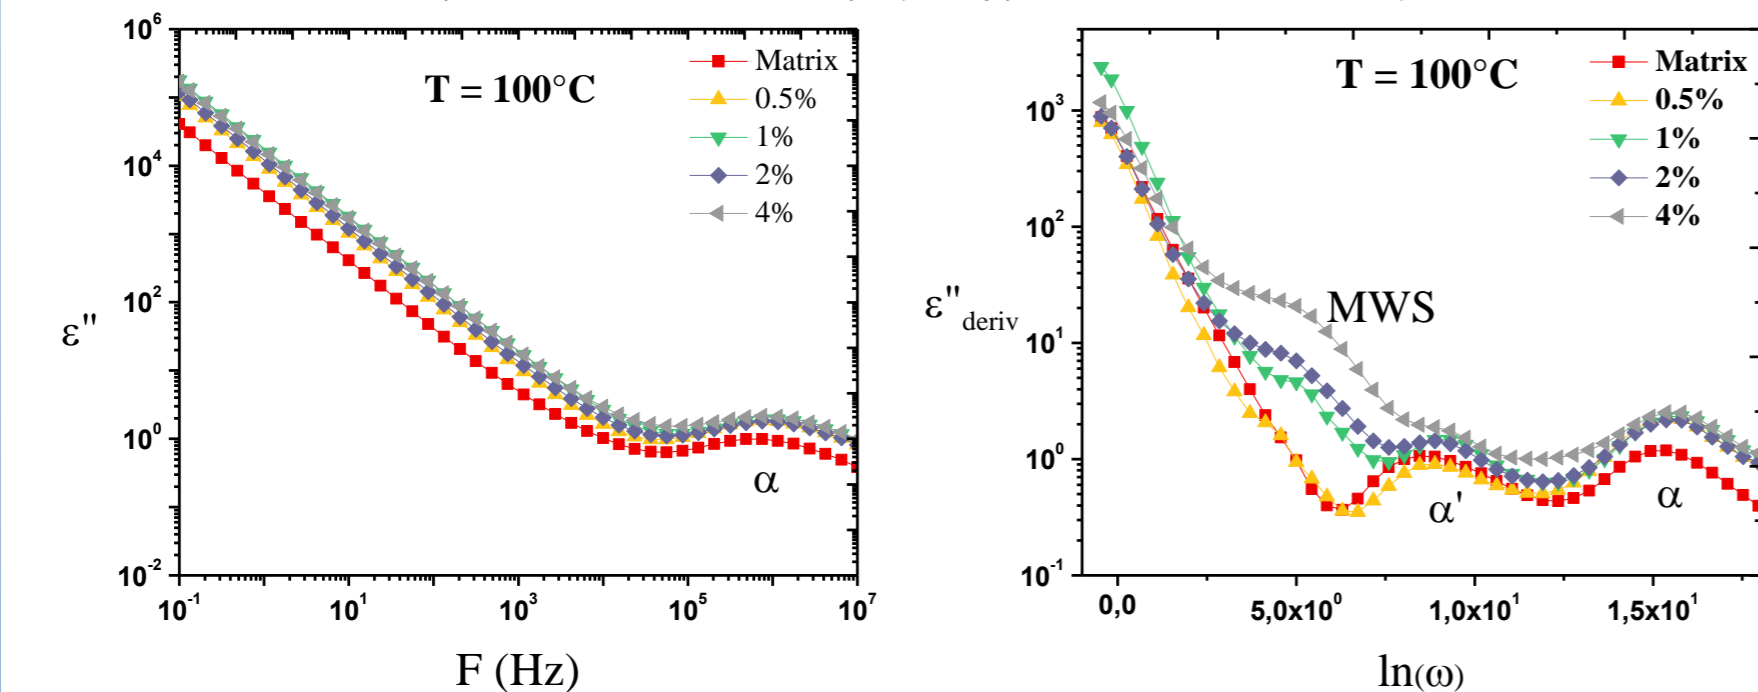 10^6
10^4
10^2
10^0
10^-2
ε''
T = 100°C
Matrix
0.5%
1%
2%
4%
α
10^-1
10^1
10^3
10^5
10^7
F (Hz)
10^3
10^2
10^1
10^0
10^-1
ε''deriv
T = 100°C
Matrix
0.5%
1%
2%
4%
MWS
α'
α
0,0
5,0x10^0
1,0x10^1
1,5x10^1
ln(ω)